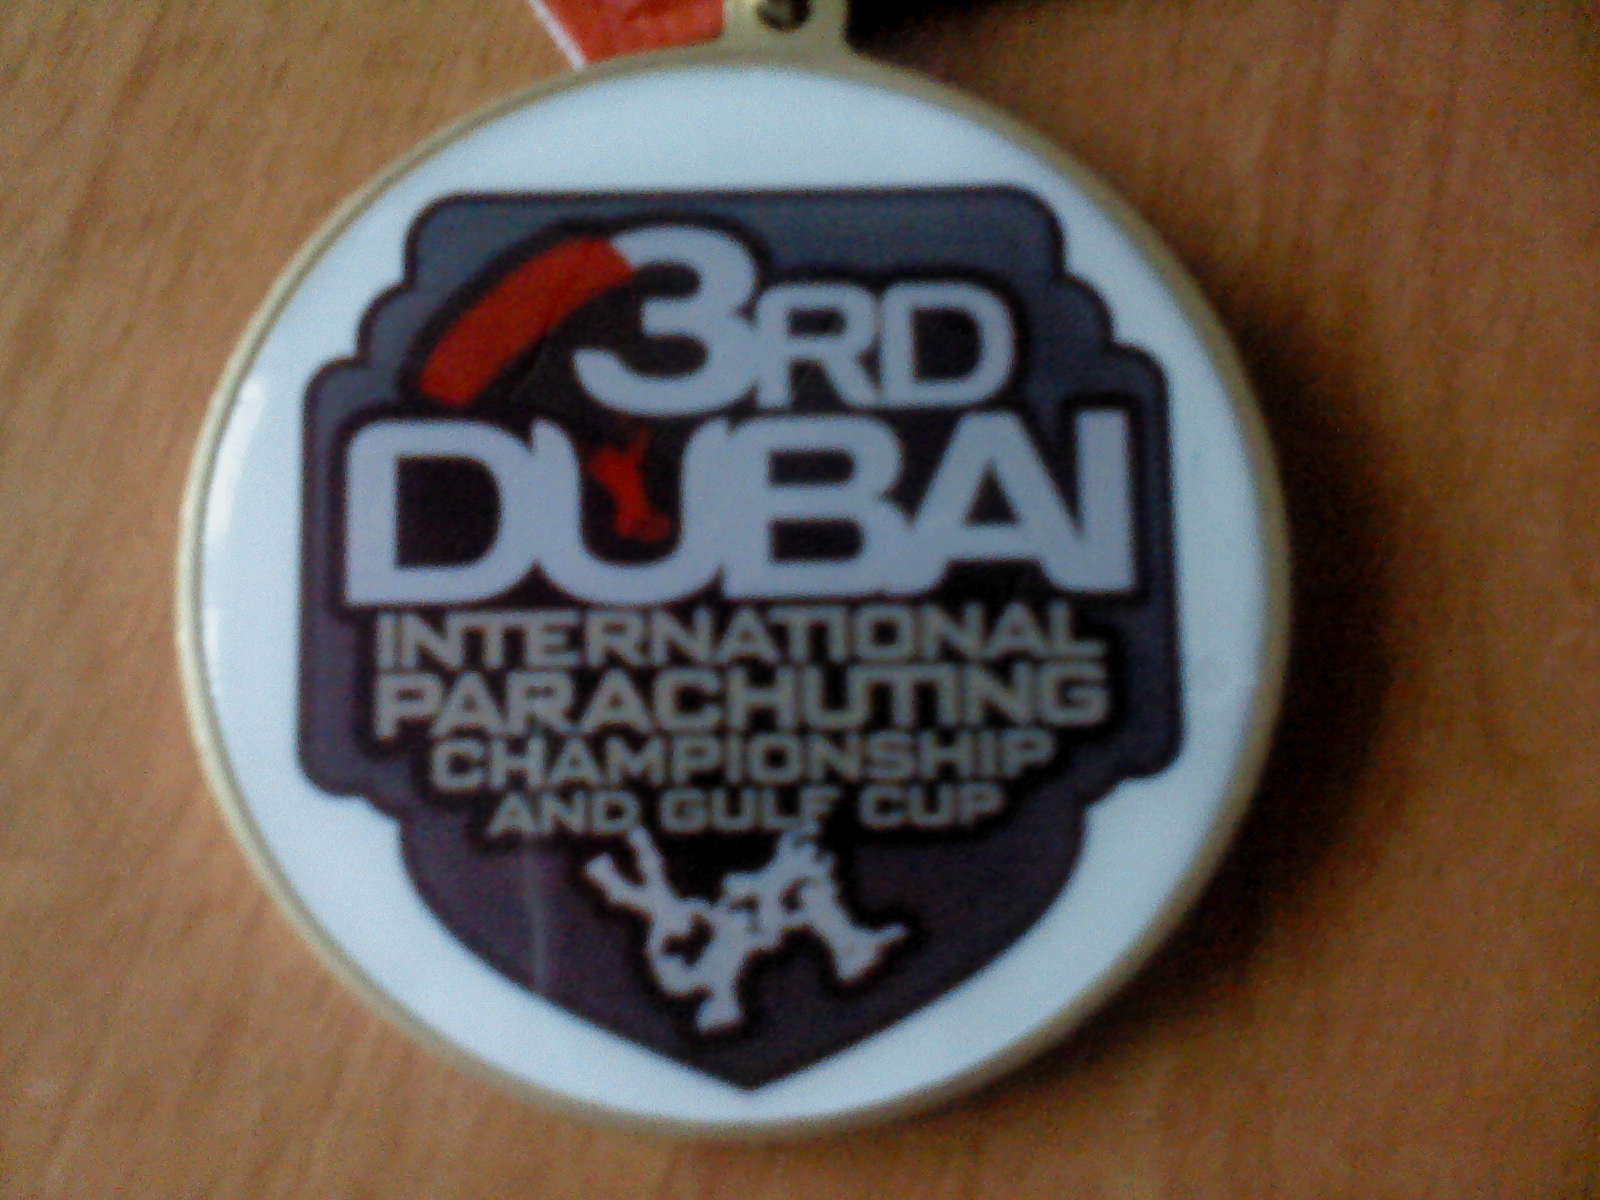 3RD
DUBAI
INTERNATIONAL
PARACHUTING
CHAMPIONSHIP
AND GULF CUP